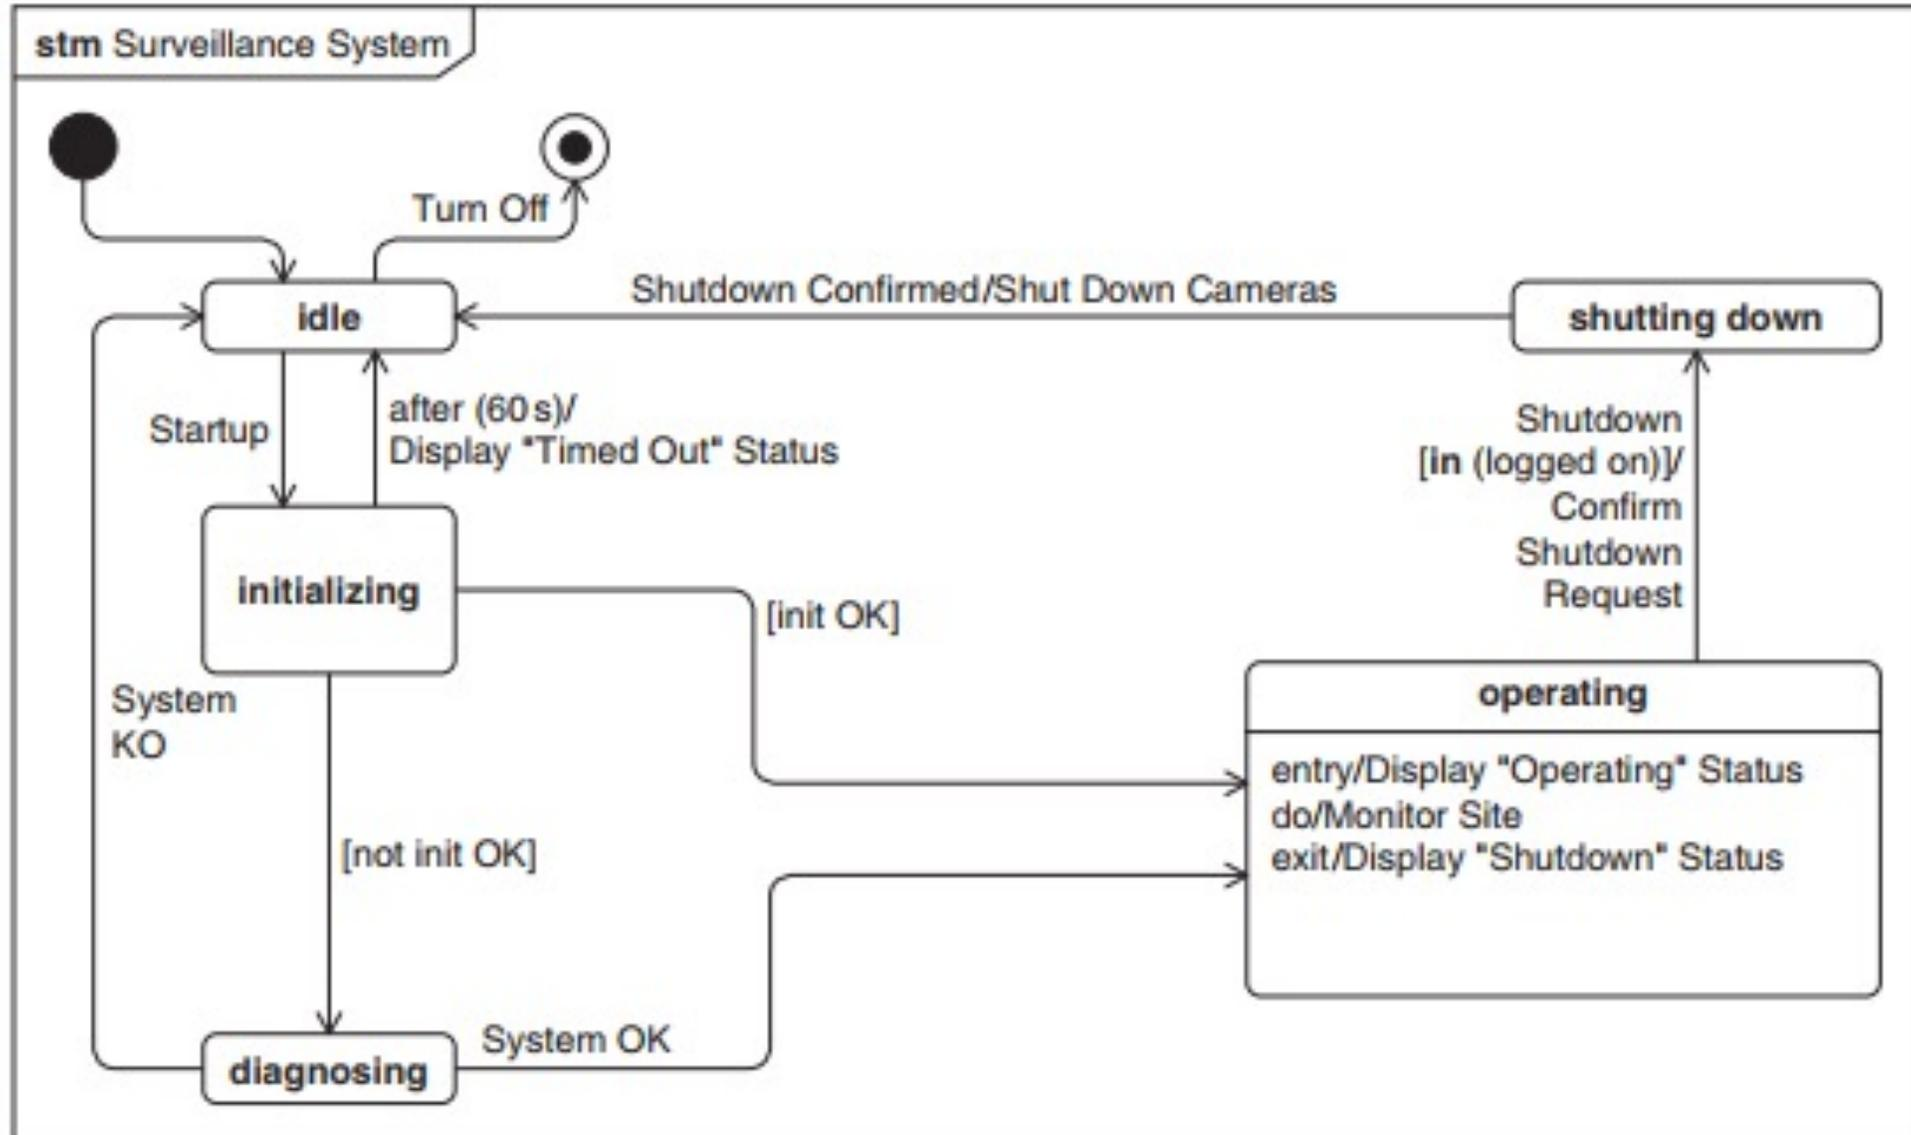 stm Surveillance System
Turn Off
Shutdown Confirmed/Shut Down Cameras
idle
shutting down
Startup
after (60 s)/
Display "Timed Out" Status
Shutdown
[in (logged on)]/
Confirm
Shutdown
Request
initializing
[init OK]
System
KO
operating
entry/Display "Operating" Status
do/Monitor Site
exit/Display "Shutdown" Status
[not init OK]
System OK
diagnosing